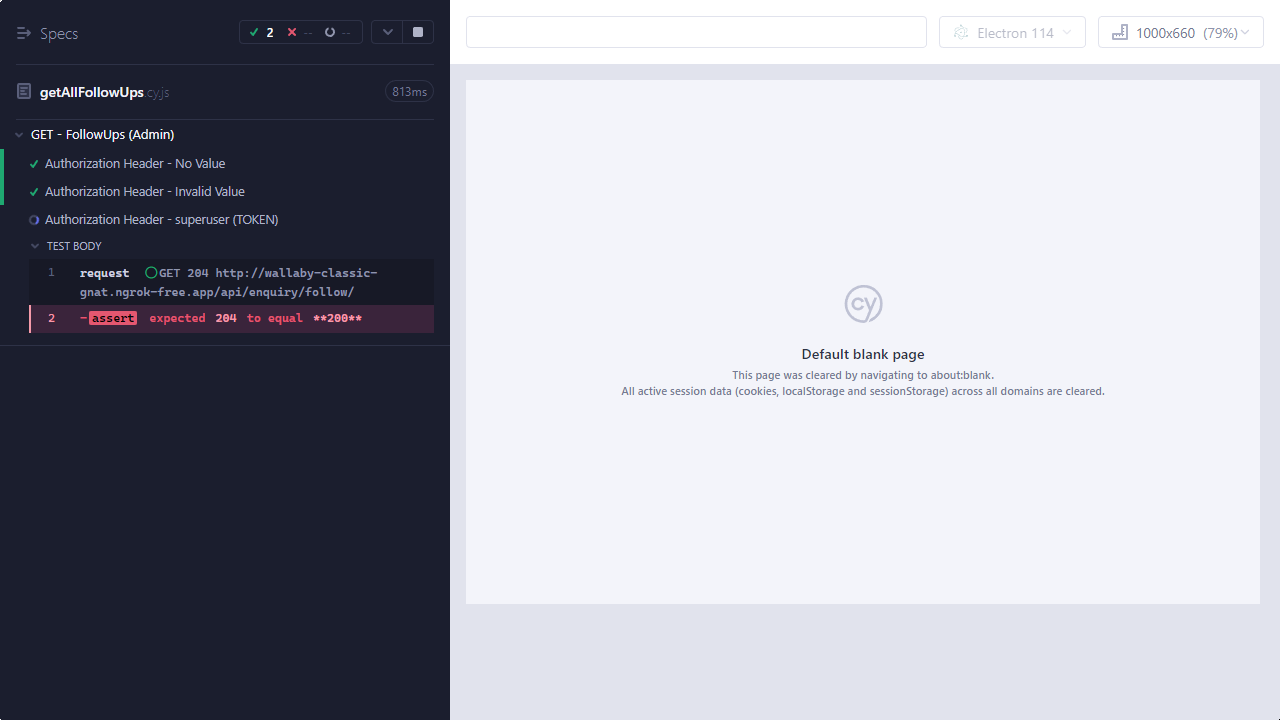 Specs
2
--
--
Electron 114
1000x660 (79%)
getAllFollowUps cy.js
813ms
GET - FollowUps (Admin)
Authorization Header - No Value
Authorization Header - Invalid Value
Authorization Header - superuser (TOKEN)
TEST BODY
1 request GET 204 http://wallaby-classic-
gnat.ngrok-free.app/api/enquiry/follow/
2 -assert expected 204 to equal **200**
cy
Default blank page
This page was cleared by navigating to about:blank.
All active session data (cookies, localStorage and sessionStorage) across all domains are cleared.